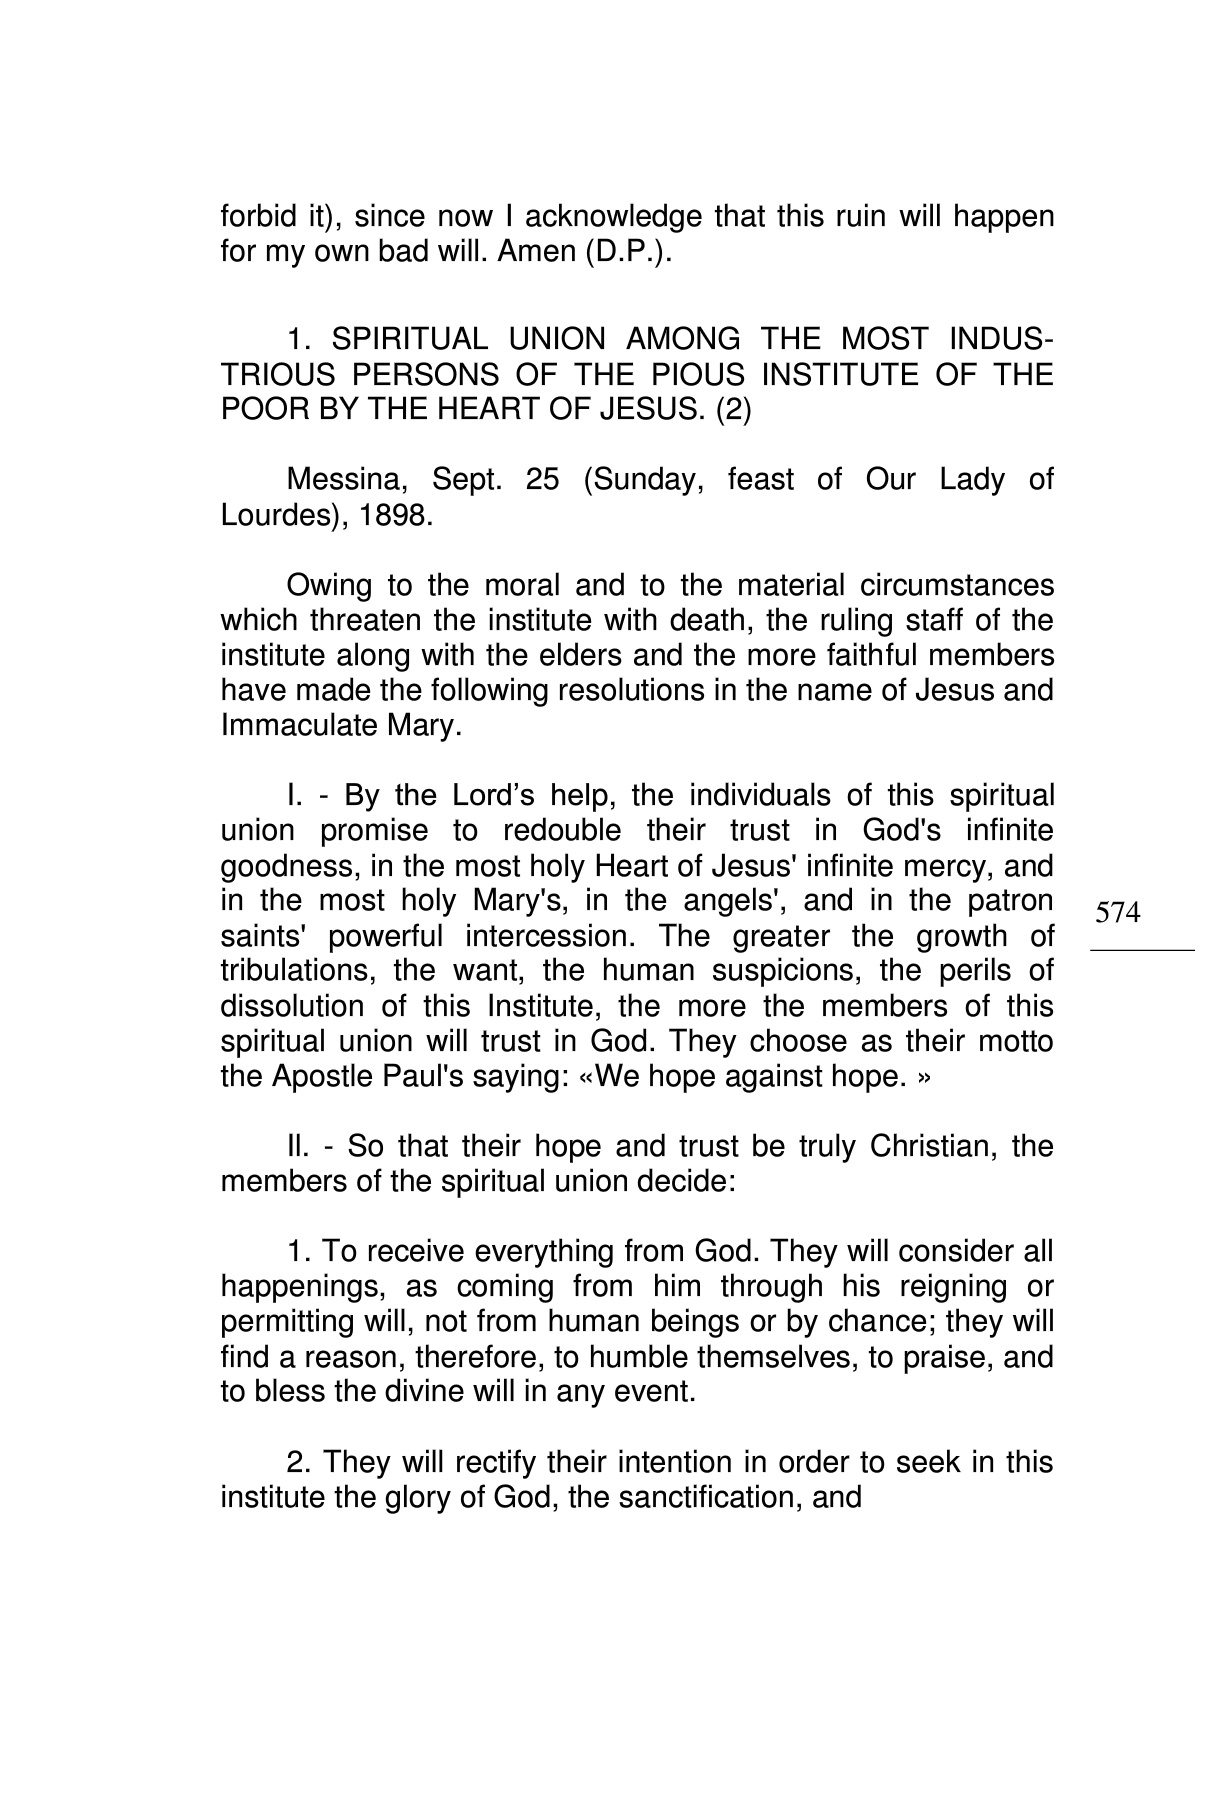 forbid it), since now I acknowledge that this ruin will happen
for my own bad will. Amen (D.P.).
1. SPIRITUAL UNION AMONG THE MOST INDUS-
TRIOUS PERSONS OF THE PIOUS INSTITUTE OF THE
POOR BY THE HEART OF JESUS. (2)
Messina, Sept. 25 (Sunday, feast of Our Lady of
Lourdes), 1898.
Owing to the moral and to the material circumstances
which threaten the institute with death, the ruling staff of the
institute along with the elders and the more faithful members
have made the following resolutions in the name of Jesus and
Immaculate Mary.
I. - By the Lord’s help, the individuals of this spiritual
union promise to redouble their trust in God's infinite
goodness, in the most holy Heart of Jesus' infinite mercy, and
in the most holy Mary's, in the angels', and in the patron
saints' powerful intercession. The greater the growth of
tribulations, the want, the human suspicions, the perils of
dissolution of this Institute, the more the members of this
spiritual union will trust in God. They choose as their motto
the Apostle Paul's saying: «We hope against hope. »
II. - So that their hope and trust be truly Christian, the
members of the spiritual union decide:
1. To receive everything from God. They will consider all
happenings, as coming from him through his reigning or
permitting will, not from human beings or by chance; they will
find a reason, therefore, to humble themselves, to praise, and
to bless the divine will in any event.
2. They will rectify their intention in order to seek in this
institute the glory of God, the sanctification, and
574